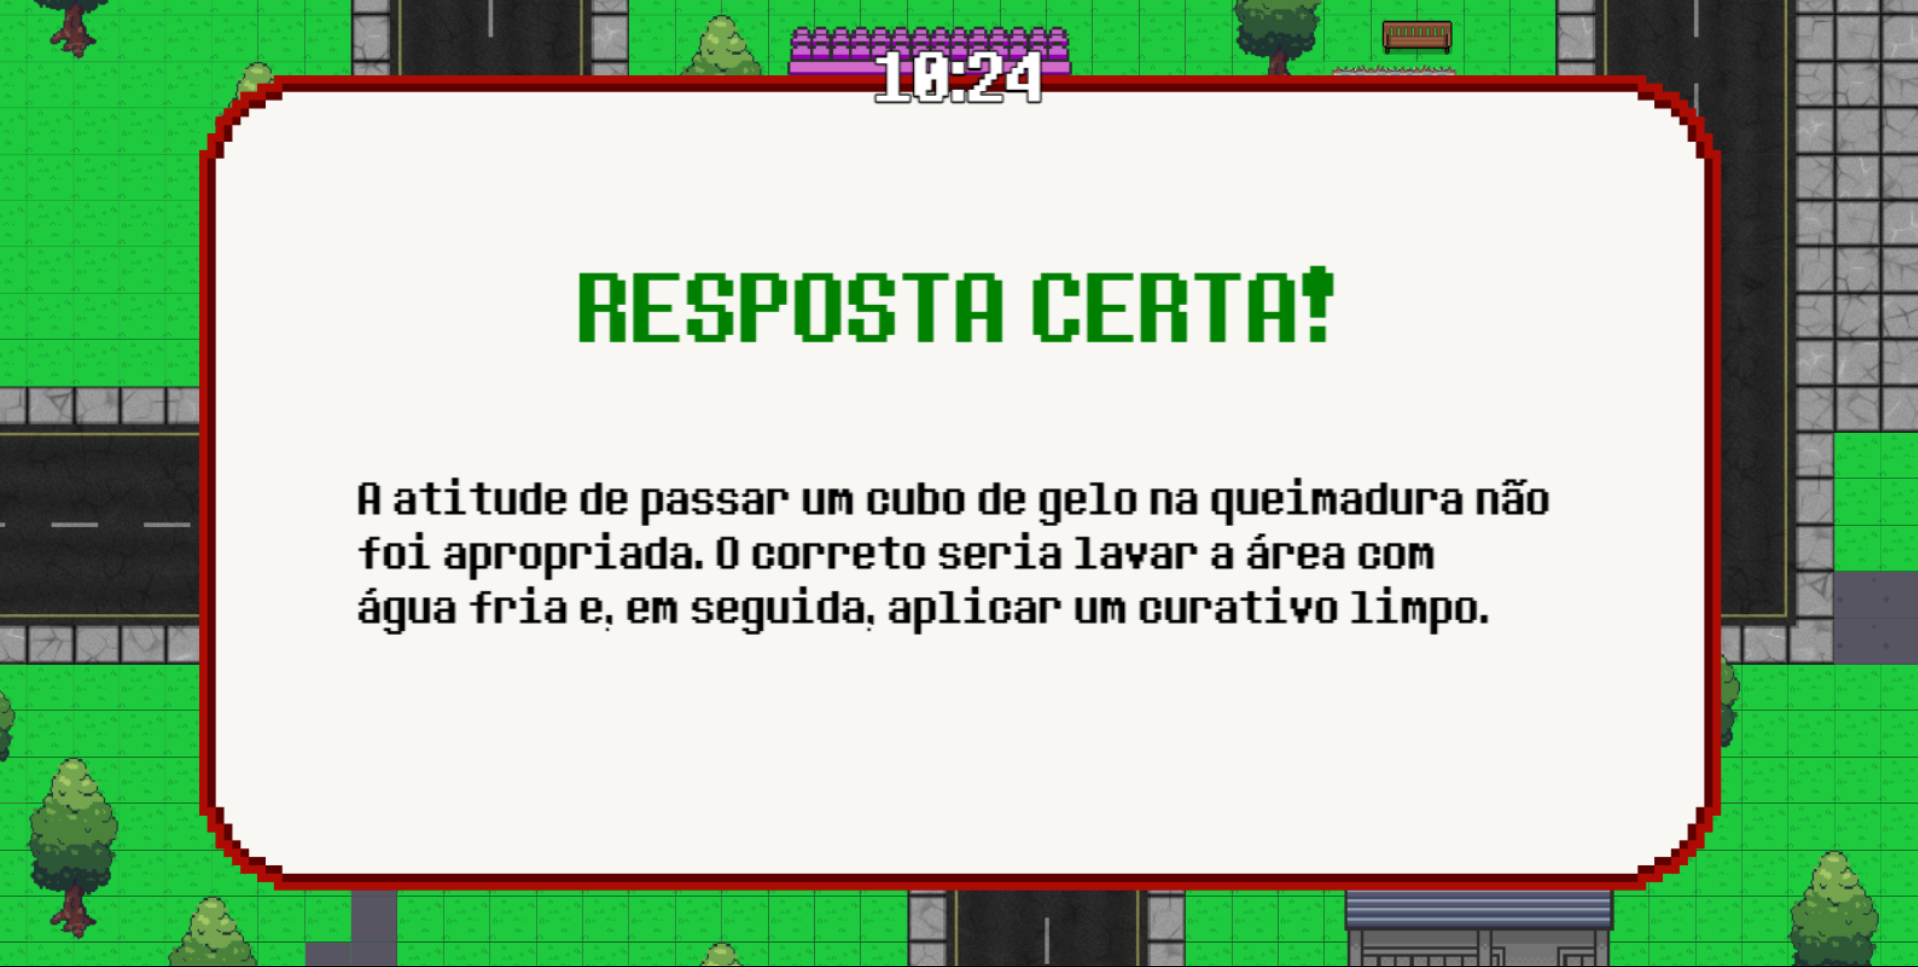 10:24
RESPOSTA CERTA!
A atitude de passar um cubo de gelo na queimadura não
foi apropriada. O correto seria lavar a área com
água fria e, em seguida, aplicar um curativo limpo.